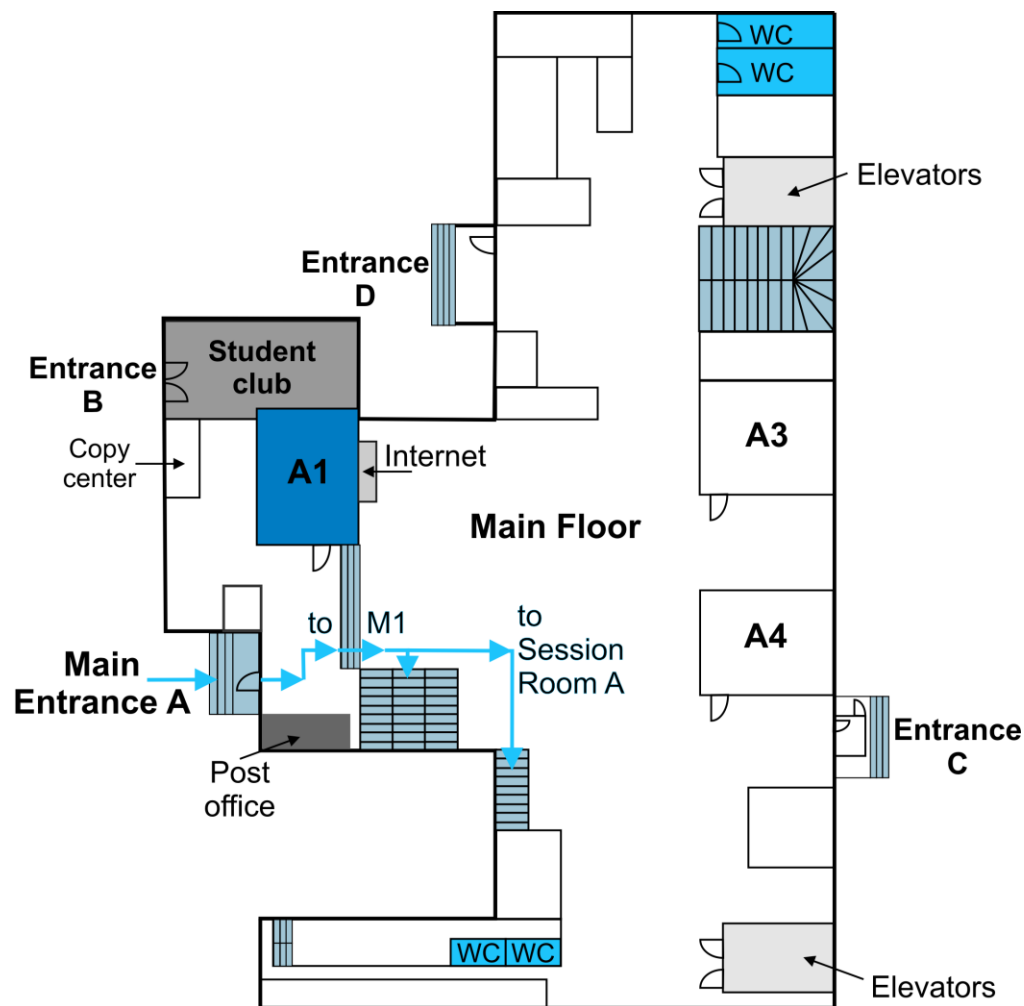 WC
WC
Elevators
Entrance
D
Student
club
Entrance
B
A3
Copy
center
A1
Internet
Main Floor
to M1
to
Session
Room A
A4
Main
Entrance A
Entrance
C
Post
office
WC WC
Elevators